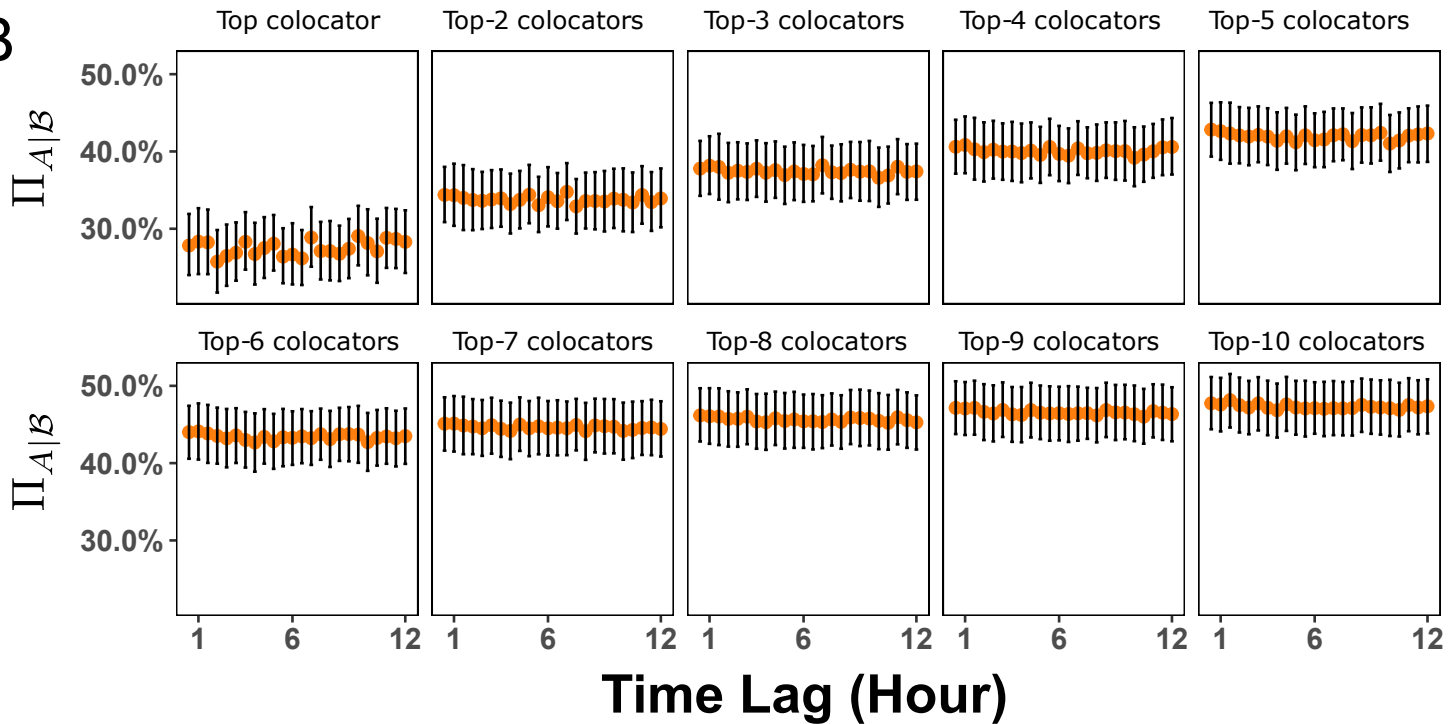 B
Top colocator Top-2 colocators Top-3 colocators Top-4 colocators Top-5 colocators
Π_{A|ℬ}
50.0%
40.0%
30.0%
Top-6 colocators Top-7 colocators Top-8 colocators Top-9 colocators Top-10 colocators
Π_{A|ℬ}
50.0%
40.0%
30.0%
1 6 12 1 6 12 1 6 12 1 6 12 1 6 12
Time Lag (Hour)